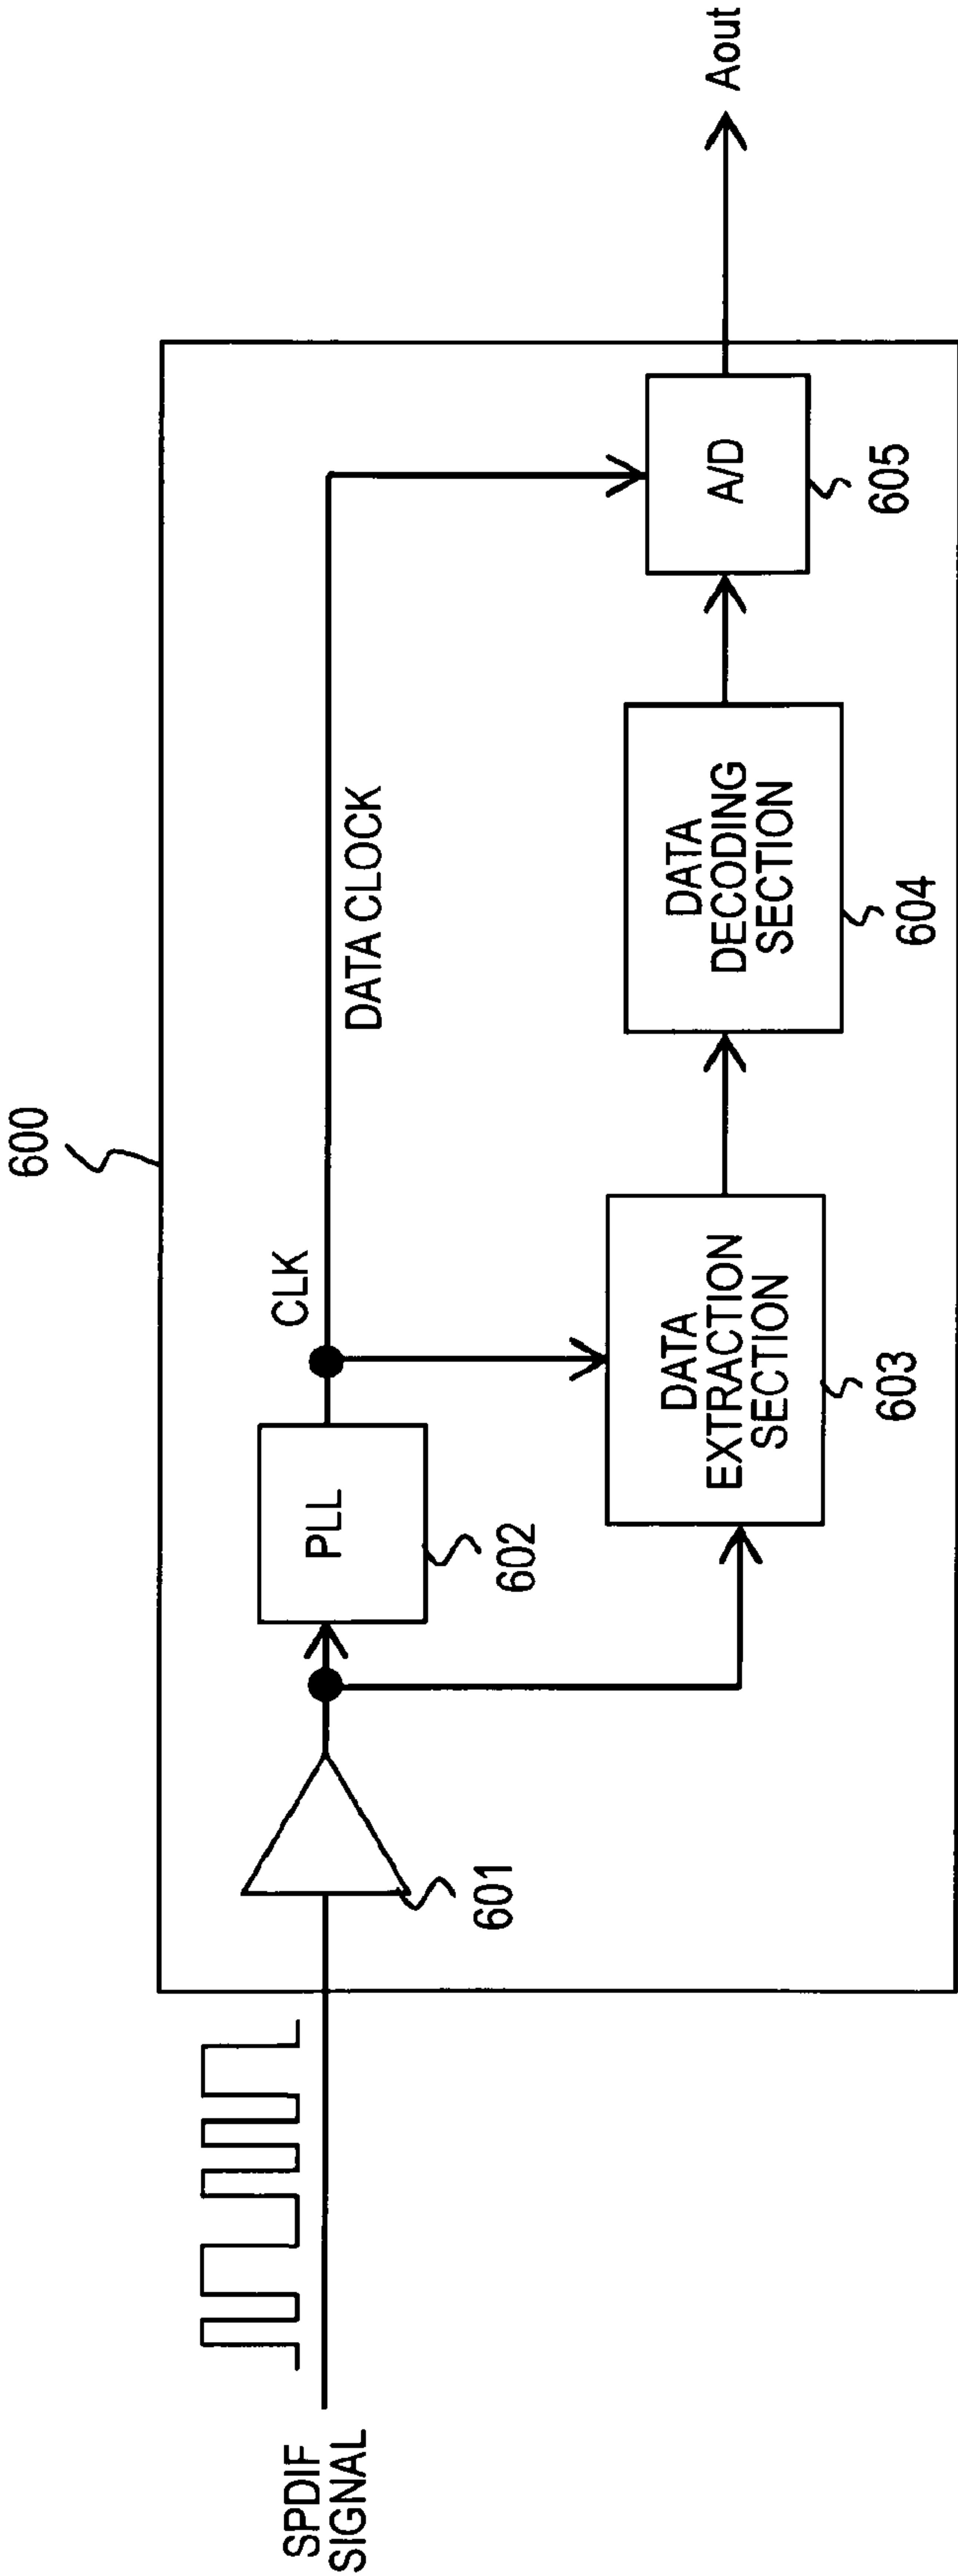 600
SPDIF
SIGNAL
601
PLL
602
CLK
DATA CLOCK
DATA
EXTRACTION
SECTION
603
DATA
DECODING
SECTION
604
A/D
605
Aout